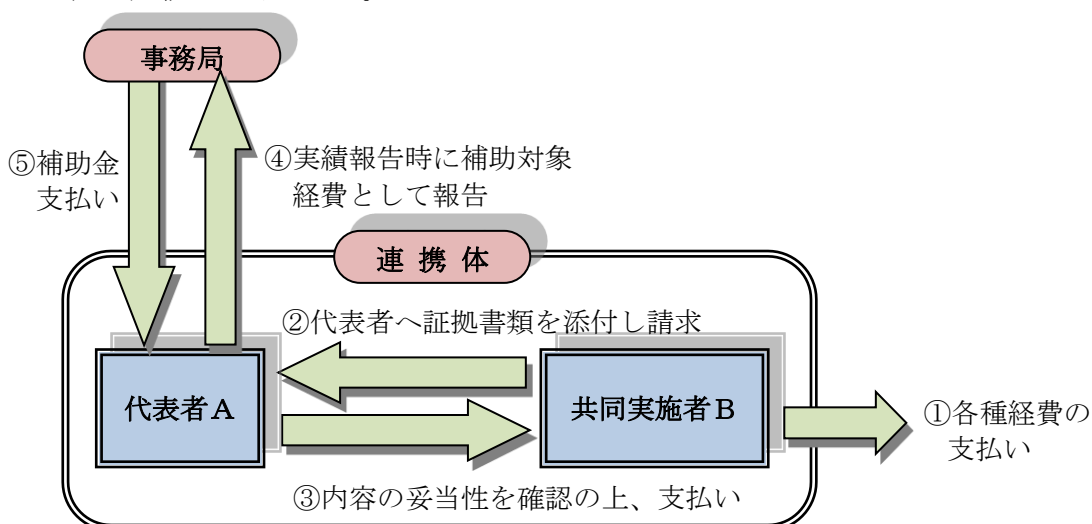 事務局
⑤補助金
支払い
④実績報告時に補助対象
経費として報告
連携体
②代表者へ証拠書類を添付し請求
代表者A
共同実施者B
①各種経費の
支払い
③内容の妥当性を確認の上、支払い